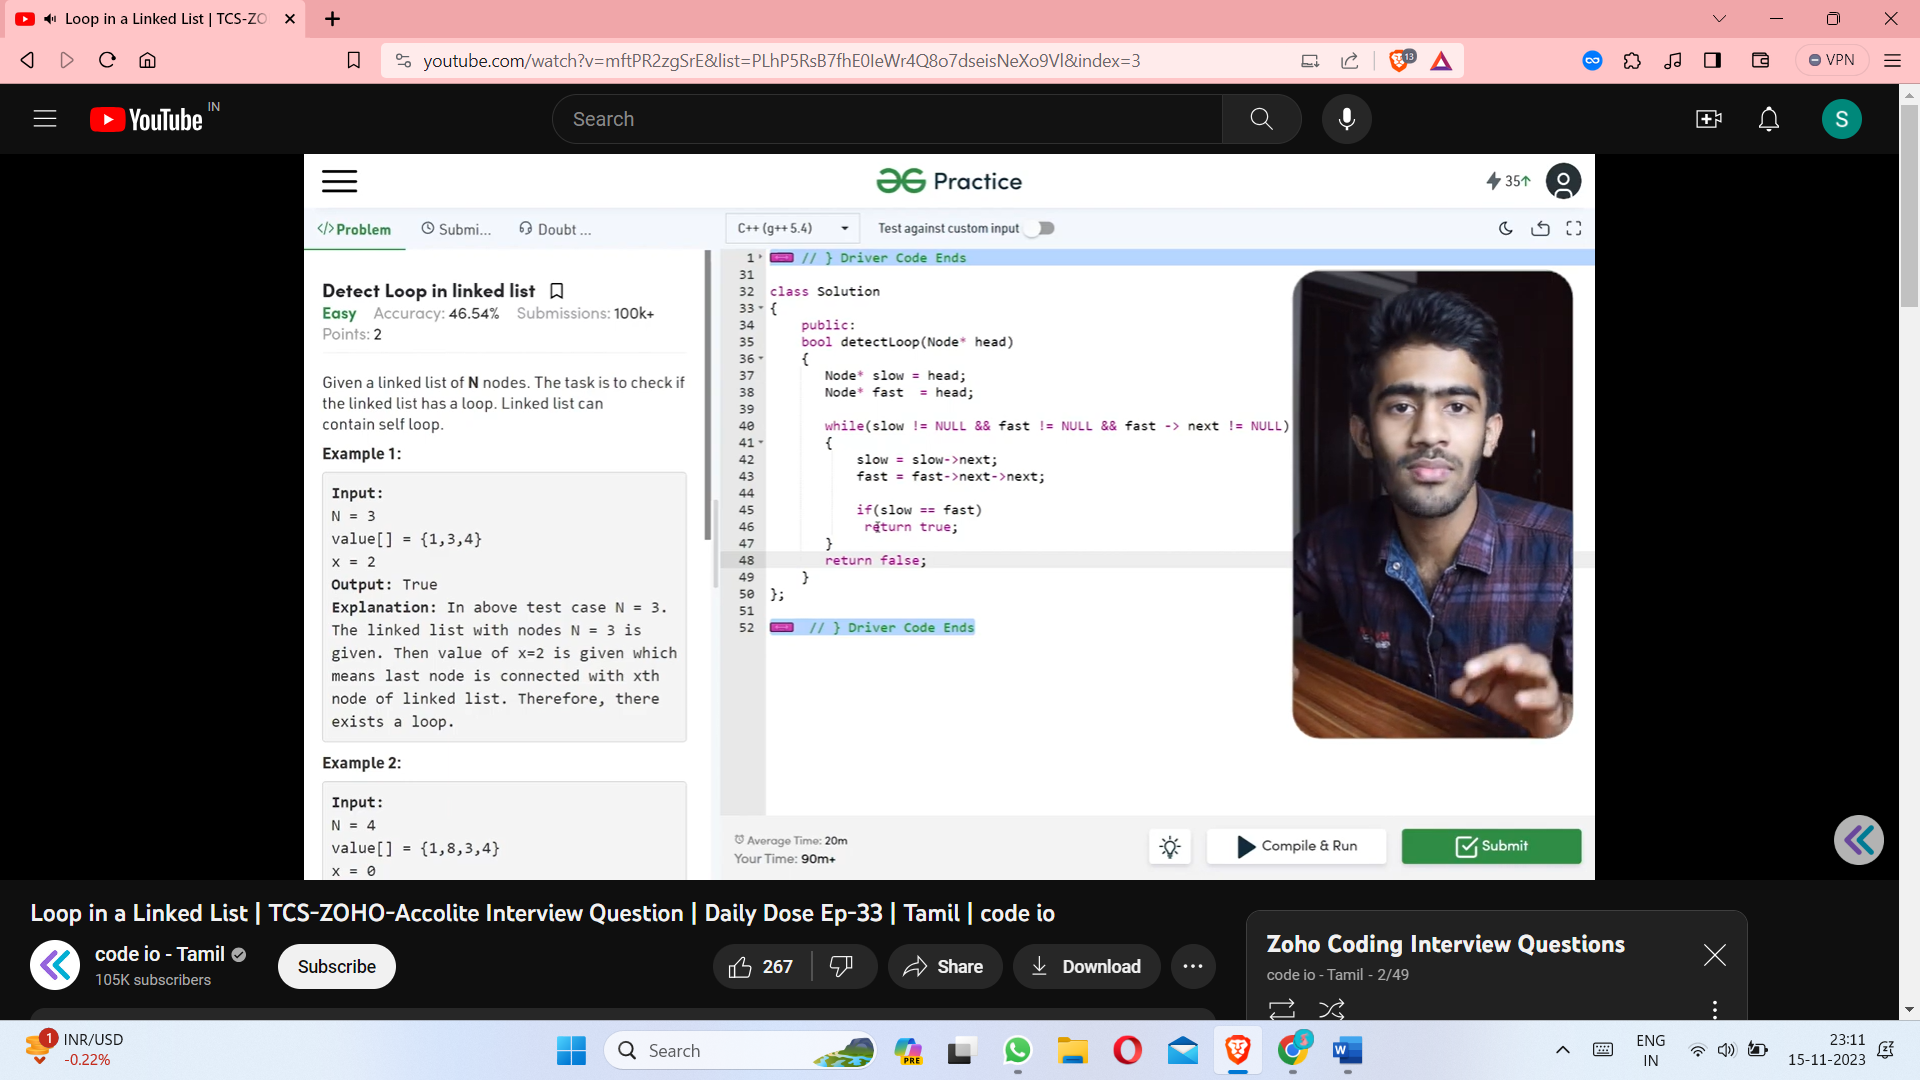 Loop in a Linked List | TCS-ZO
youtube.com/watch?v=mftPR2zgSrE&list=PLhP5RsB7fhE0IeWr4Q8o7dseisNeXo9Vl&index=3
13
VPN
YouTube IN
Search
S
Practice
35↑
</> Problem
Submi...
Doubt ...
C++ (g++ 5.4)
Test against custom input
Detect Loop in linked list
Easy Accuracy: 46.54% Submissions: 100k+
Points: 2
Given a linked list of N nodes. The task is to check if
the linked list has a loop. Linked list can
contain self loop.
Example 1:
Input:
N = 3
value[] = {1,3,4}
x = 2
Output: True
Explanation: In above test case N = 3.
The linked list with nodes N = 3 is
given. Then value of x=2 is given which
means last node is connected with xth
node of linked list. Therefore, there
exists a loop.
Example 2:
Input:
N = 4
value[] = {1,8,3,4}
x = 0
1 // } Driver Code Ends
31
32 class Solution
33 {
34 public:
35 bool detectLoop(Node* head)
36 {
37 Node* slow = head;
38 Node* fast = head;
39
40 while(slow != NULL && fast != NULL && fast -> next != NULL)
41 {
42 slow = slow->next;
43 fast = fast->next->next;
44
45 if(slow == fast)
46 return true;
47 }
48 return false;
49 }
50 };
51
52 // } Driver Code Ends
Average Time: 20m
Your Time: 90m+
Compile & Run
Submit
Loop in a Linked List | TCS-ZOHO-Accolite Interview Question | Daily Dose Ep-33 | Tamil | code io
code io - Tamil
105K subscribers
Subscribe
267
Share
Download
Zoho Coding Interview Questions
code io - Tamil - 2/49
1
INR/USD
-0.22%
Search
PRE
W
ENG
IN
23:11
15-11-2023